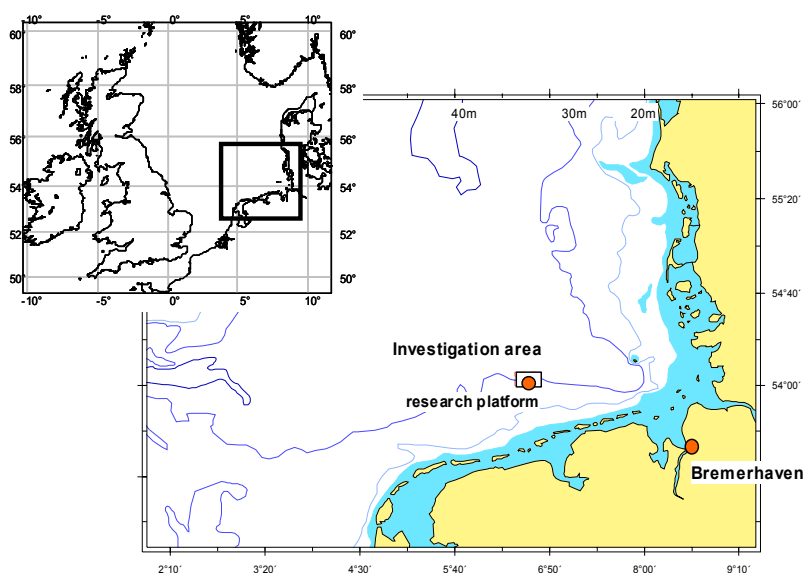 -10° -5° 0° 5° 10°
60° 60°
58° 58°
56° 56°
54° 54°
52° 52°
50° 50°
-10° -5° 0° 5° 10°
40m 30m 20m
56°00´
55°20´
54°40´
54°00´
Investigation area
research platform
Bremerhaven
2°10´ 3°20´ 4°30´ 5°40´ 6°50´ 8°00´ 9°10´